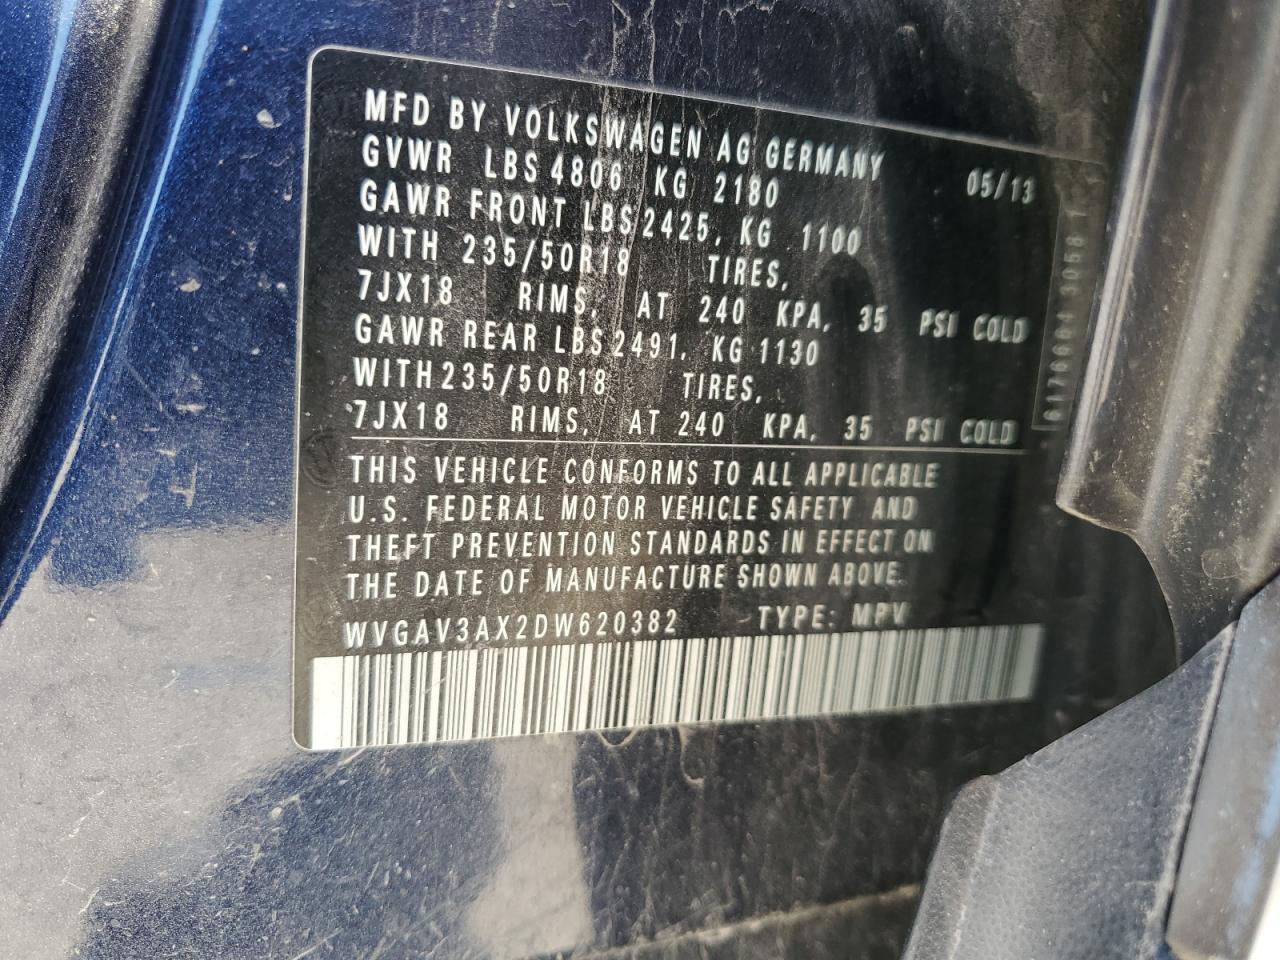 MFD BY VOLKSWAGEN AG GERMANY 05/13
GVWR LBS 4806 KG 2180
GAWR FRONT LBS 2425, KG 1100
WITH 235/50R18 TIRES,
7JX18 RIMS, AT 240 KPA, 35 PSI COLD
GAWR REAR LBS 2491, KG 1130
WITH 235/50R18 TIRES,
7JX18 RIMS, AT 240 KPA, 35 PSI COLD
THIS VEHICLE CONFORMS TO ALL APPLICABLE
U.S. FEDERAL MOTOR VEHICLE SAFETY AND
THEFT PREVENTION STANDARDS IN EFFECT ON
THE DATE OF MANUFACTURE SHOWN ABOVE.
WVGAV3AX2DW620382 TYPE: MPV